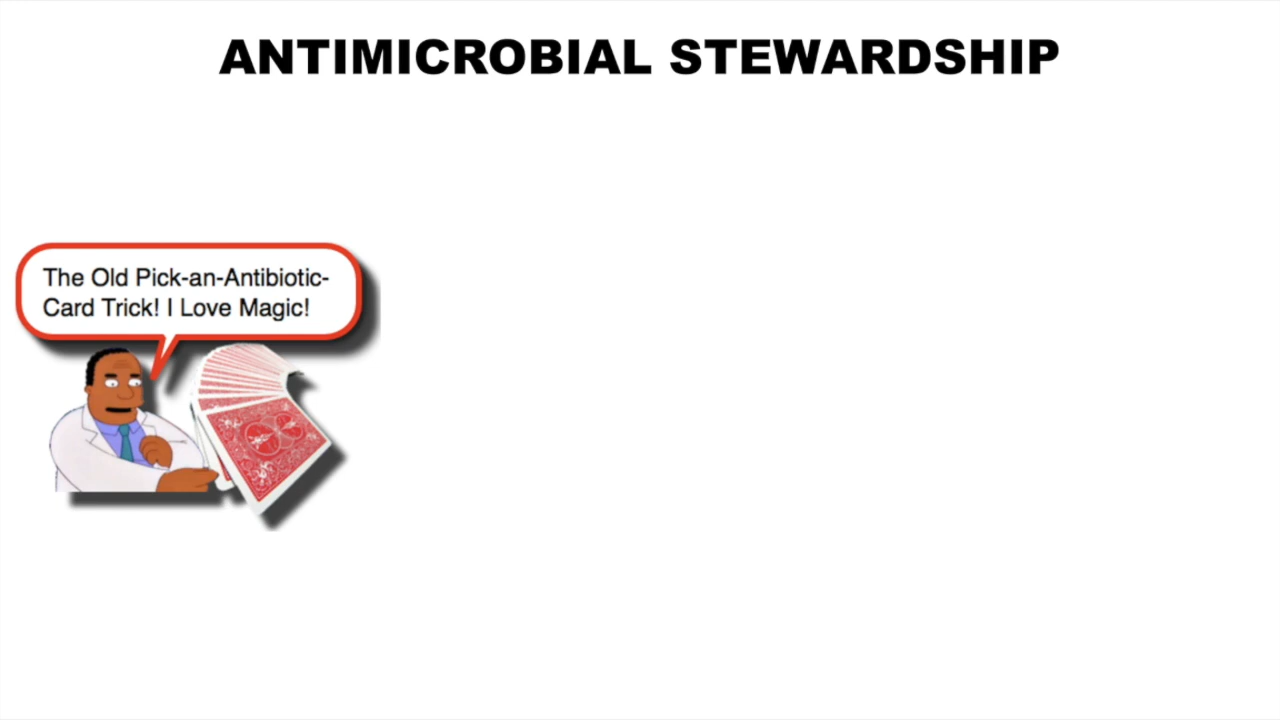 ANTIMICROBIAL STEWARDSHIP
The Old Pick-an-Antibiotic-
Card Trick! I Love Magic!